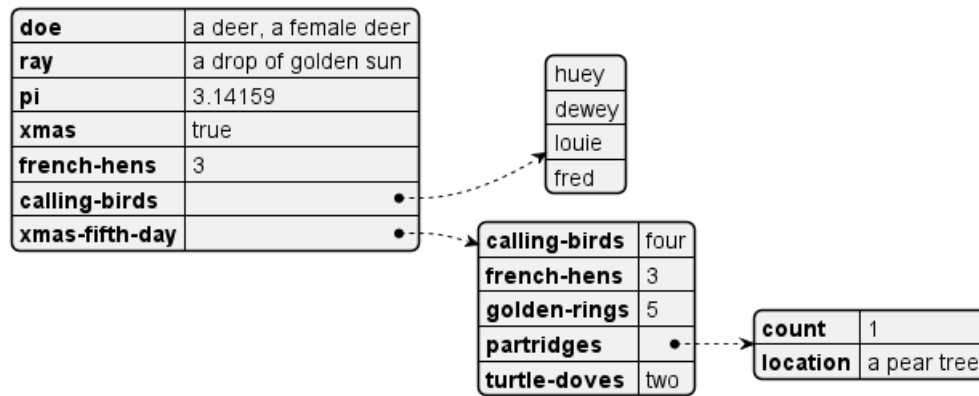 doe a deer, a female deer
ray a drop of golden sun
pi 3.14159
xmas true
french-hens 3
calling-birds
xmas-fifth-day
huey
dewey
louie
fred
calling-birds four
french-hens 3
golden-rings 5
partridges
turtle-doves two
count 1
location a pear tree